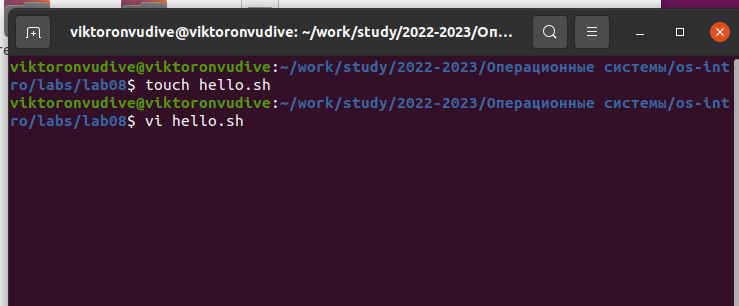 viktoronvudive@viktoronvudive: ~/work/study/2022-2023/Оп...
viktoronvudive@viktoronvudive:~/work/study/2022-2023/Операционные системы/os-int
ro/labs/lab08$ touch hello.sh
viktoronvudive@viktoronvudive:~/work/study/2022-2023/Операционные системы/os-int
ro/labs/lab08$ vi hello.sh